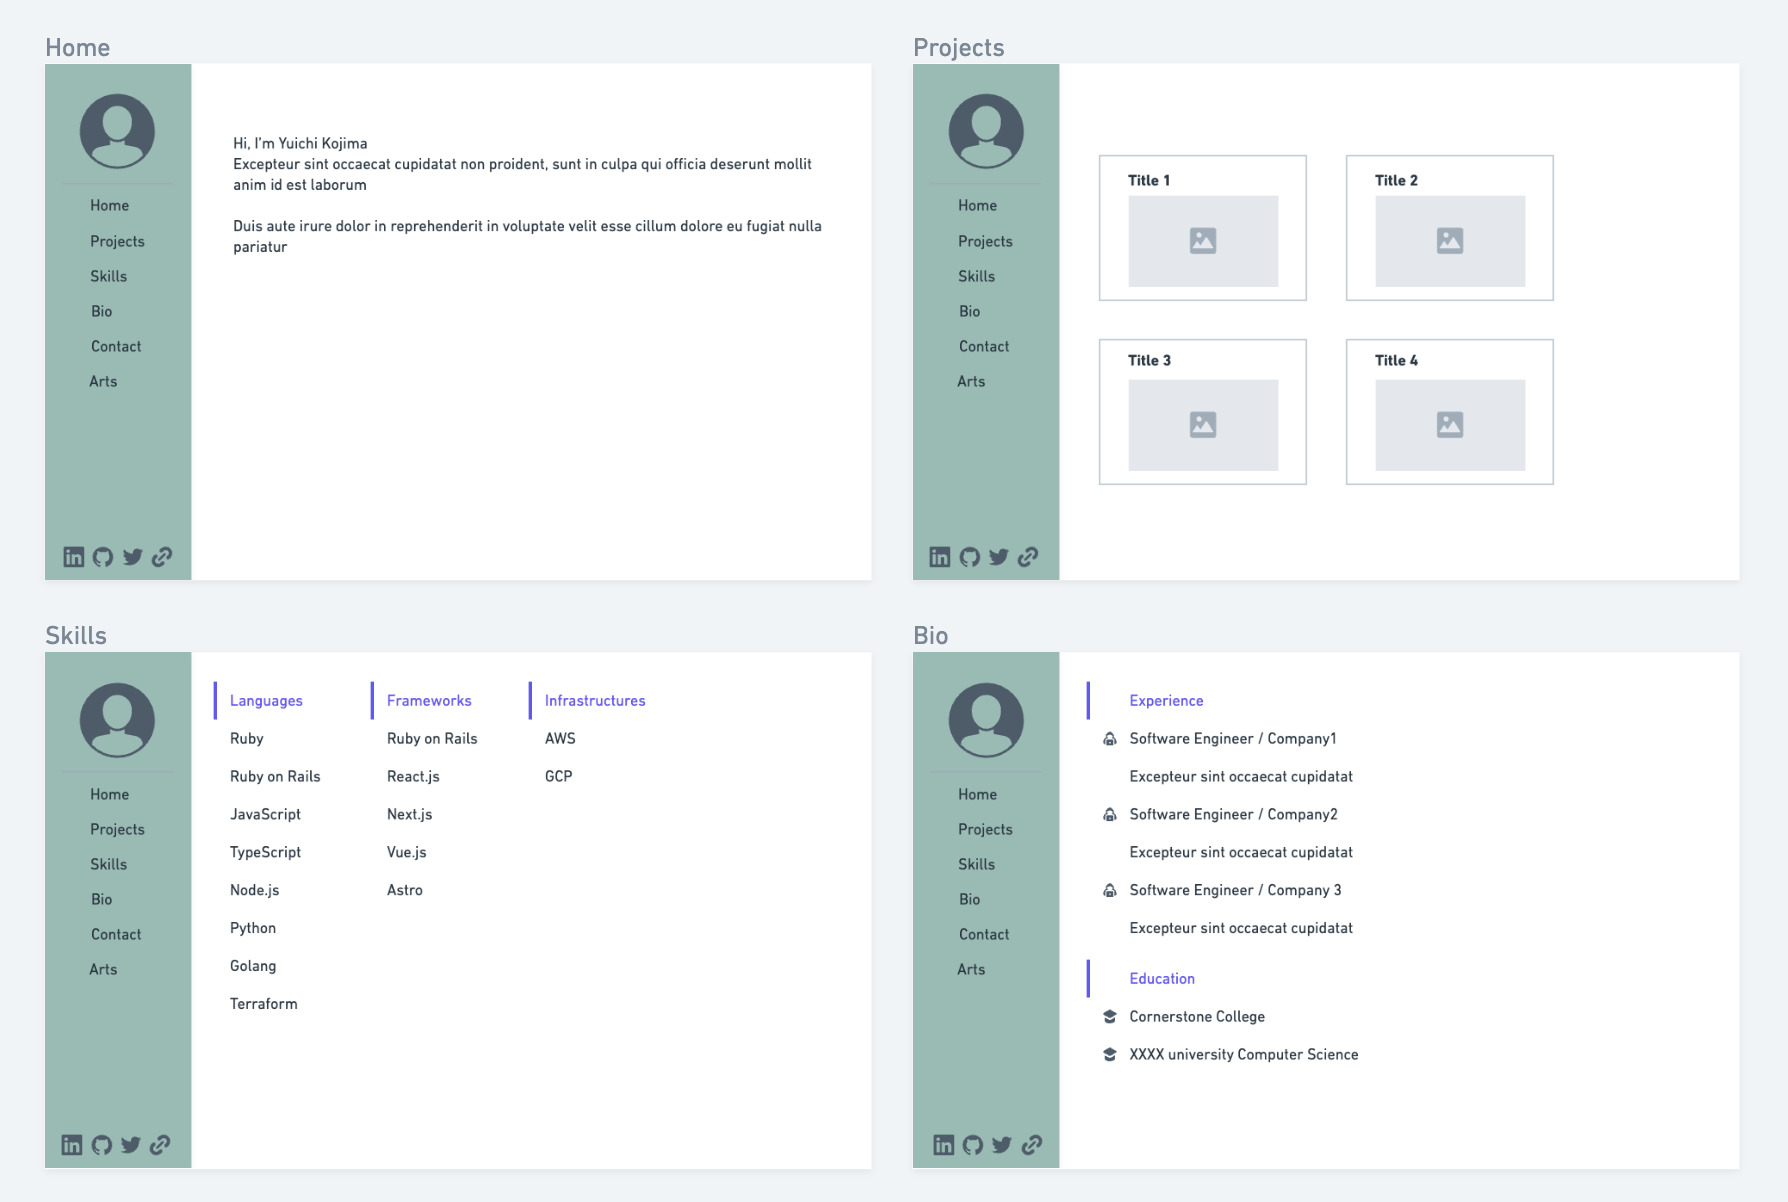 Home
Home
Projects
Skills
Bio
Contact
Arts
Hi, I’m Yuichi Kojima
Excepteur sint occaecat cupidatat non proident, sunt in culpa qui officia deserunt mollit
anim id est laborum
Duis aute irure dolor in reprehenderit in voluptate velit esse cillum dolore eu fugiat nulla
pariatur
Projects
Home
Projects
Skills
Bio
Contact
Arts
Title 1
Title 2
Title 3
Title 4
Skills
Home
Projects
Skills
Bio
Contact
Arts
Languages
Ruby
Ruby on Rails
JavaScript
TypeScript
Node.js
Python
Golang
Terraform
Frameworks
Ruby on Rails
React.js
Next.js
Vue.js
Astro
Infrastructures
AWS
GCP
Bio
Home
Projects
Skills
Bio
Contact
Arts
Experience
Software Engineer / Company1
Excepteur sint occaecat cupidatat
Software Engineer / Company2
Excepteur sint occaecat cupidatat
Software Engineer / Company 3
Excepteur sint occaecat cupidatat
Education
Cornerstone College
XXXX university Computer Science